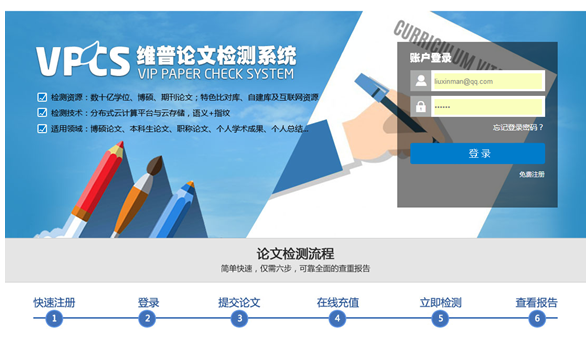 VPCS 维普论文检测系统
VIP PAPER CHECK SYSTEM
检测资源：数十亿学位、博硕、期刊论文；特色比对库、自建库及互联网资源
检测技术：分布式云计算平台与云存储，语义+指纹
适用领域：博硕论文、本科生论文、职称论文、个人学术成果、个人总结...
CURRICULUM VIT
账户登录
liuxinman@qq.com
••••••
忘记登录密码？
登 录
免费注册
论文检测流程
简单快速，仅需六步，可靠全面的查重报告
快速注册 登录 提交论文 在线充值 立即检测 查看报告
1 2 3 4 5 6